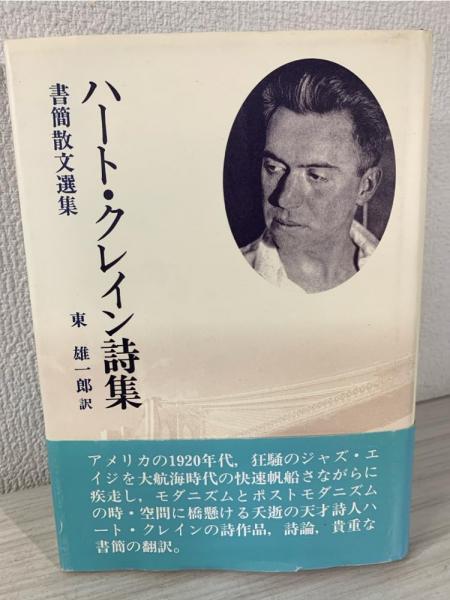 ハート・クレイン詩集
書簡散文選集
東 雄一郎 訳
アメリカの1920年代，狂騒のジャズ・エ
イジを大航海時代の快速帆船さながらに
疾走し，モダニズムとポストモダニズム
の時・空間に橋懸ける夭逝の天才詩人ハ
ート・クレインの詩作品，詩論，貴重な
書簡の翻訳。